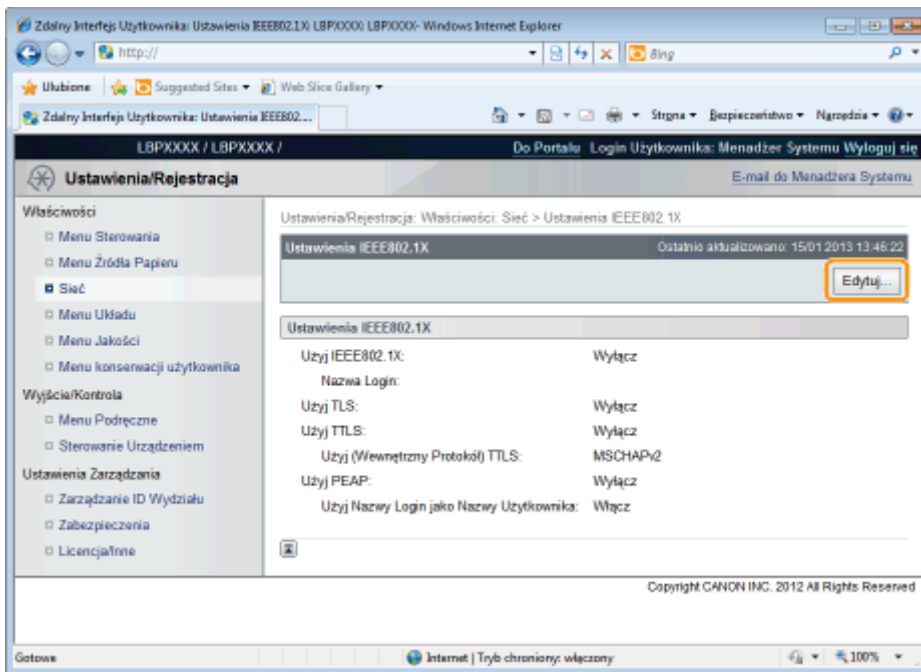 Zdalny Interfejs Użytkownika: Ustawienia IEEE802.1X: LBPXXXX: LBPXXXX- Windows Internet Explorer
http://
Bing
Ulubione Suggested Sites Web Slice Gallery
Zdalny Interfejs Użytkownika: Ustawienia IEEE802.... Strona Bezpieczeństwo Narzędzia
LBPXXXX / LBPXXXX / Do Portalu Login Użytkownika: Menadżer Systemu Wyloguj się
Ustawienia/Rejestracja E-mail do Menadżera Systemu
Właściwości
Menu Sterowania
Menu Źródła Papieru
Sieć
Menu Układu
Menu Jakości
Menu konserwacji użytkownika
Wyjście/Kontrola
Menu Podręczne
Sterowanie Urządzeniem
Ustawienia Zarządzania
Zarządzanie ID Wydziału
Zabezpieczenia
Licencja/Inne
Ustawienia/Rejestracja: Właściwości: Sieć > Ustawienia IEEE802.1X
Ustawienia IEEE802.1X Ostatnio aktualizowano: 15/01 2013 13:46:22
Edytuj...
Ustawienia IEEE802.1X
Użyj IEEE802.1X: Wyłącz
Nazwa Login:
Użyj TLS: Wyłącz
Użyj TTLS: Wyłącz
Użyj (Wewnętrzny Protokół) TTLS: MSCHAPv2
Użyj PEAP: Wyłącz
Użyj Nazwy Login jako Nazwy Użytkownika: Włącz
Copyright CANON INC. 2012 All Rights Reserved
Gotowe Internet | Tryb chroniony: włączony 100%